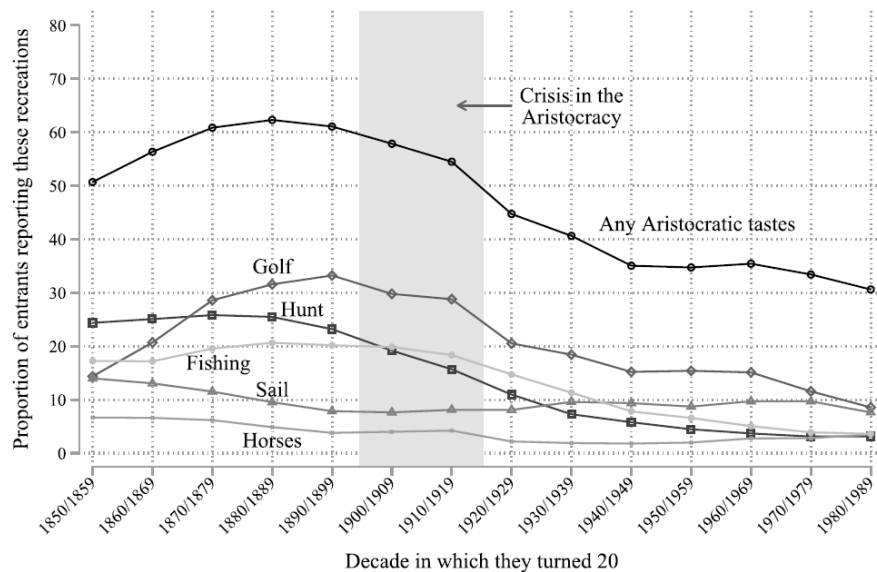 Proportion of entrants reporting these recreations
80
70
60
50
40
30
20
10
0
Crisis in the
Aristocracy
Any Aristocratic tastes
Golf
Hunt
Fishing
Sail
Horses
1850/1859
1860/1869
1870/1879
1880/1889
1890/1899
1900/1909
1910/1919
1920/1929
1930/1939
1940/1949
1950/1959
1960/1969
1970/1979
1980/1989
Decade in which they turned 20